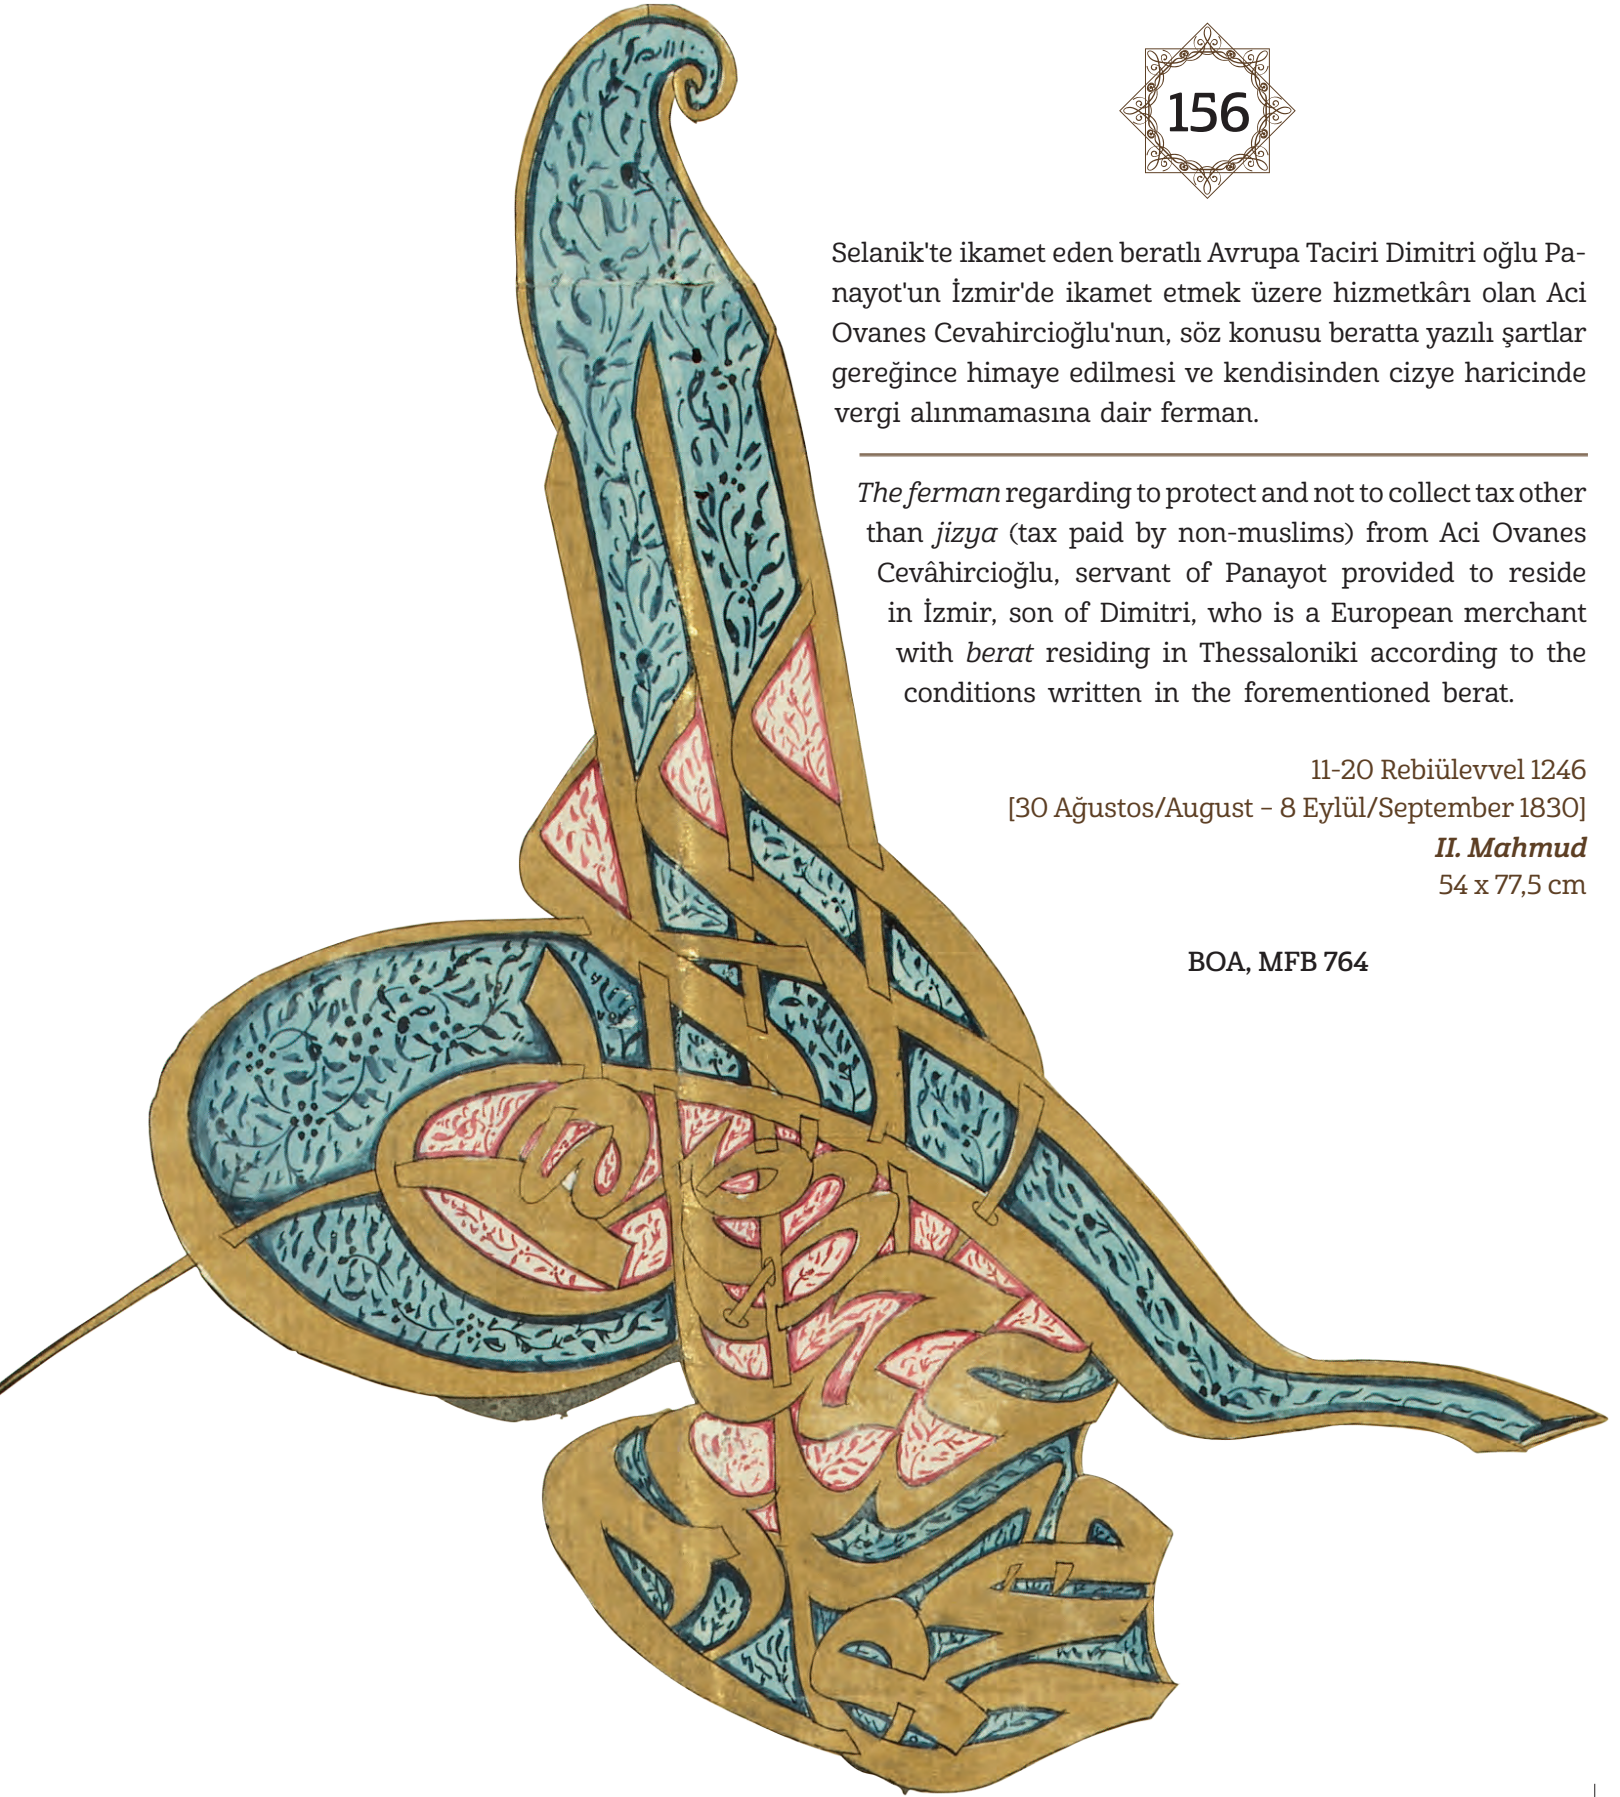 156
Selanik'te ikamet eden beratlı Avrupa Taciri Dimitri oğlu Pa-
nayot'un İzmir'de ikamet etmek üzere hizmetkârı olan Aci
Ovanes Cevahircioğlu'nun, söz konusu beratta yazılı şartlar
gereğince himaye edilmesi ve kendisinden cizye haricinde
vergi alınmamasına dair ferman.
The ferman regarding to protect and not to collect tax other
than jizya (tax paid by non-muslims) from Aci Ovanes
Cevâhircioğlu, servant of Panayot provided to reside
in İzmir, son of Dimitri, who is a European merchant
with berat residing in Thessaloniki according to the
conditions written in the forementioned berat.
11-20 Rebiülevvel 1246
[30 Ağustos/August – 8 Eylül/September 1830]
II. Mahmud
54 x 77,5 cm
BOA, MFB 764